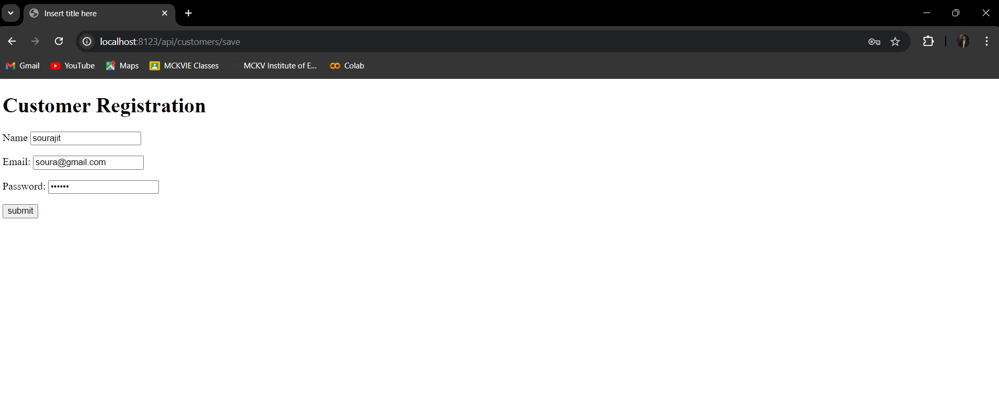 Insert title here
localhost:8123/api/customers/save
Gmail YouTube Maps MCKVIE Classes MCKV Institute of E... Colab
Customer Registration
Name sourajit
Email: soura@gmail.com
Password: ••••••
submit